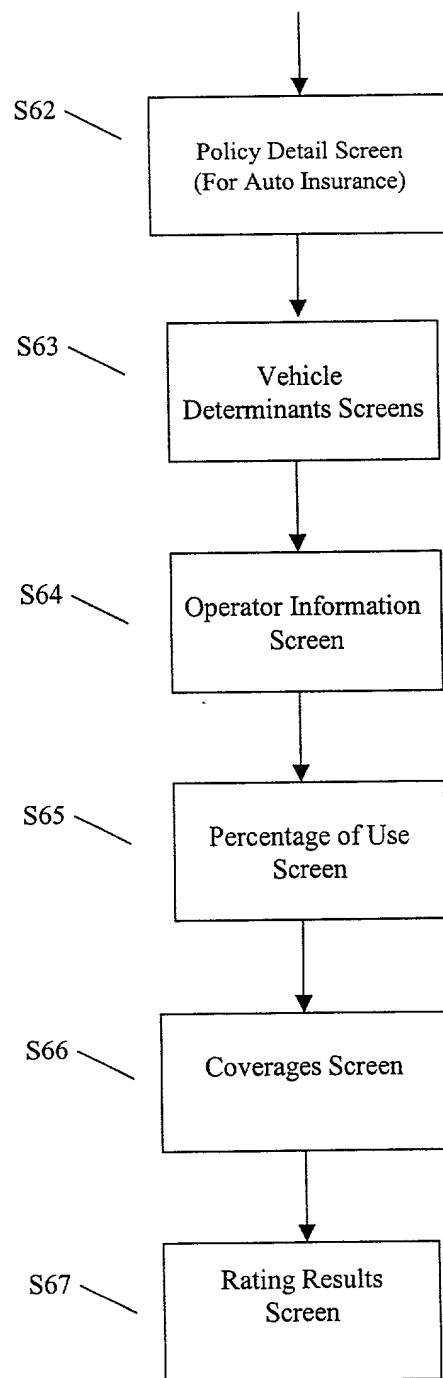 S62
Policy Detail Screen
(For Auto Insurance)
S63
Vehicle
Determinants Screens
S64
Operator Information
Screen
S65
Percentage of Use
Screen
S66
Coverages Screen
S67
Rating Results
Screen